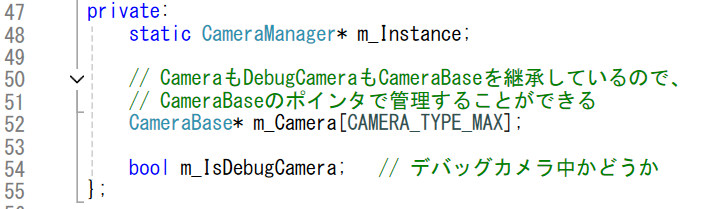 47 private:
48 static CameraManager* m_Instance;
49
50 // CameraもDebugCameraもCameraBaseを継承しているので、
51 // CameraBaseのポインタで管理することができる
52 CameraBase* m_Camera[CAMERA_TYPE_MAX];
53
54 bool m_IsDebugCamera; // デバッグカメラ中かどうか
55 };